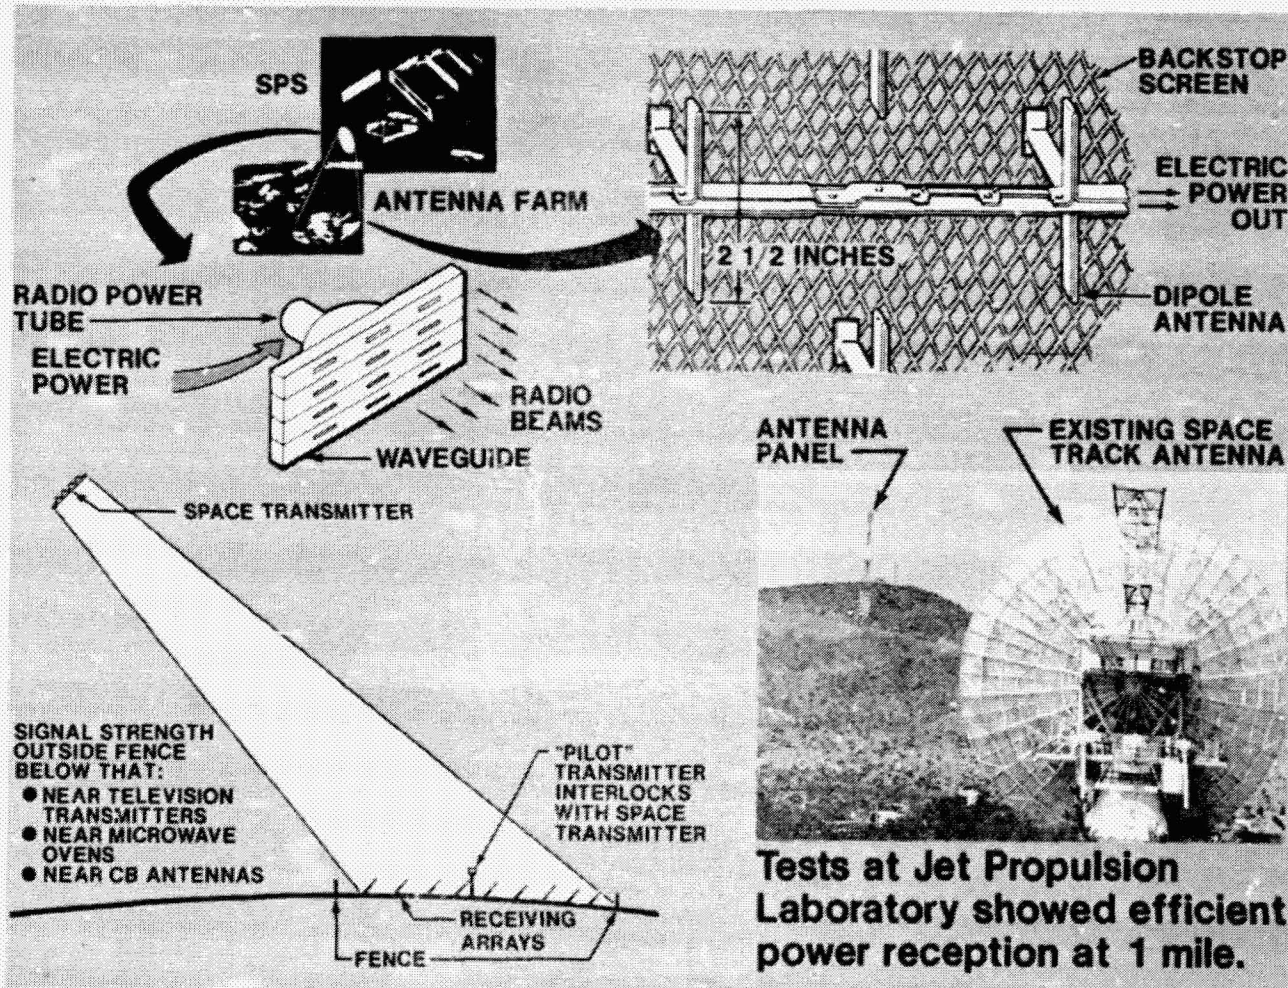 SPS
ANTENNA FARM
RADIO POWER
TUBE
ELECTRIC
POWER
RADIO
BEAMS
WAVEGUIDE
BACKSTOP
SCREEN
ELECTRIC
POWER
OUT
2 1/2 INCHES
DIPOLE
ANTENNA
SPACE TRANSMITTER
SIGNAL STRENGTH
OUTSIDE FENCE
BELOW THAT:
● NEAR TELEVISION
TRANSMITTERS
● NEAR MICROWAVE
OVENS
● NEAR CB ANTENNAS
"PILOT"
TRANSMITTER
INTERLOCKS
WITH SPACE
TRANSMITTER
RECEIVING
ARRAYS
FENCE
ANTENNA
PANEL
EXISTING SPACE
TRACK ANTENNA
Tests at Jet Propulsion
Laboratory showed efficient
power reception at 1 mile.